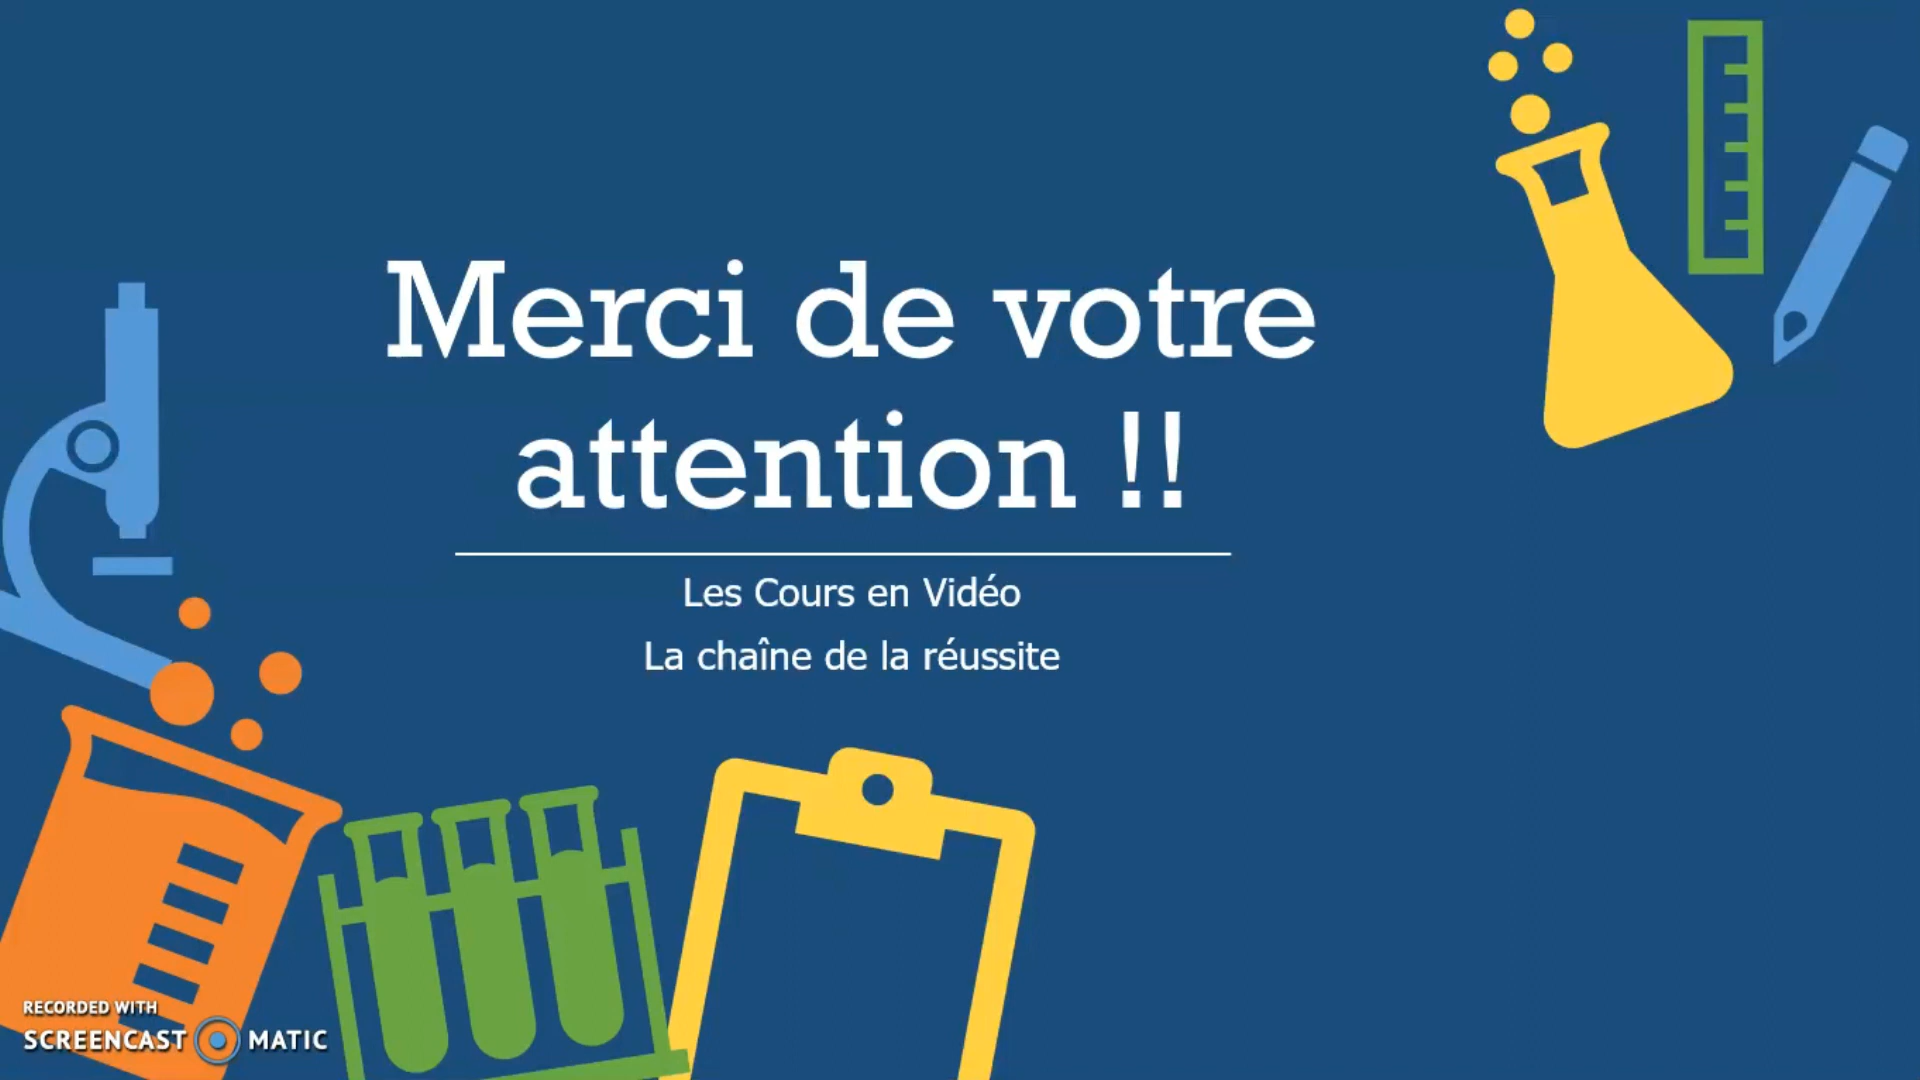 Merci de votre
attention !!
Les Cours en Vidéo
La chaîne de la réussite
RECORDED WITH
SCREENCAST MATIC